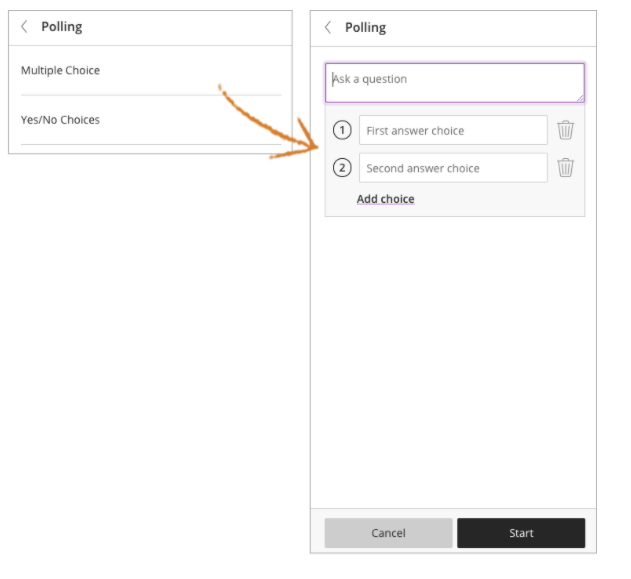 Polling
Multiple Choice
Yes/No Choices
Polling
Ask a question
1 First answer choice
2 Second answer choice
Add choice
Cancel Start